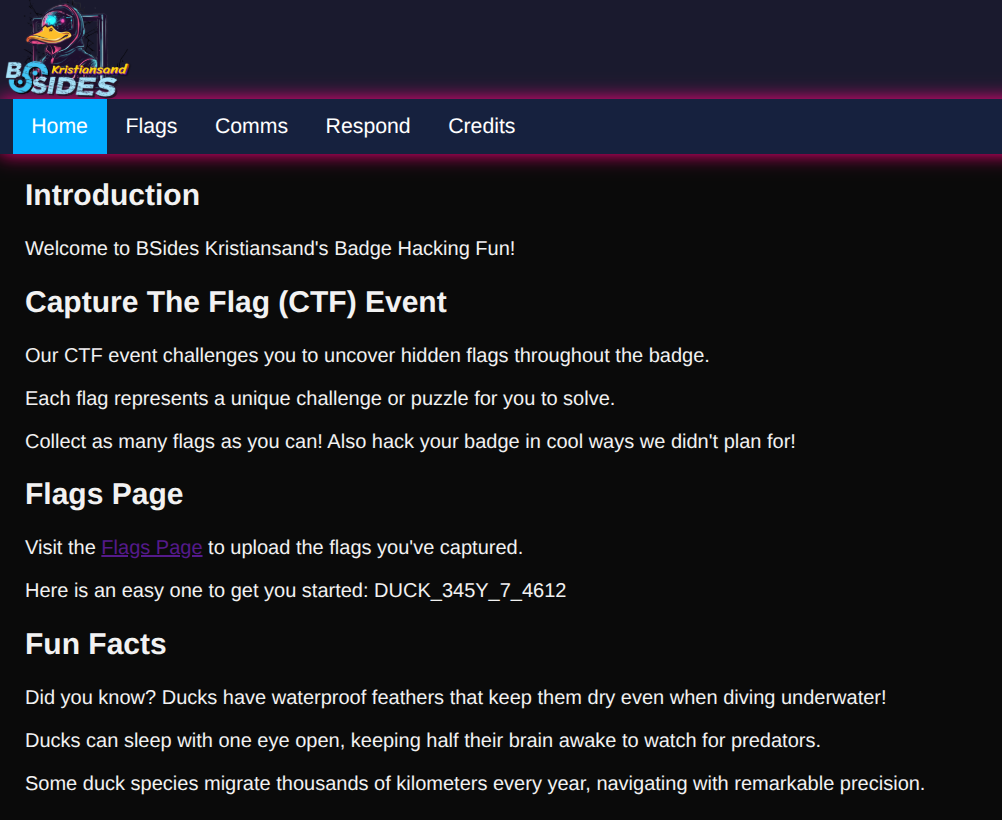 Kristiansand
BSIDES
Home Flags Comms Respond Credits
Introduction
Welcome to BSides Kristiansand's Badge Hacking Fun!
Capture The Flag (CTF) Event
Our CTF event challenges you to uncover hidden flags throughout the badge.
Each flag represents a unique challenge or puzzle for you to solve.
Collect as many flags as you can! Also hack your badge in cool ways we didn't plan for!
Flags Page
Visit the Flags Page to upload the flags you've captured.
Here is an easy one to get you started: DUCK_345Y_7_4612
Fun Facts
Did you know? Ducks have waterproof feathers that keep them dry even when diving underwater!
Ducks can sleep with one eye open, keeping half their brain awake to watch for predators.
Some duck species migrate thousands of kilometers every year, navigating with remarkable precision.